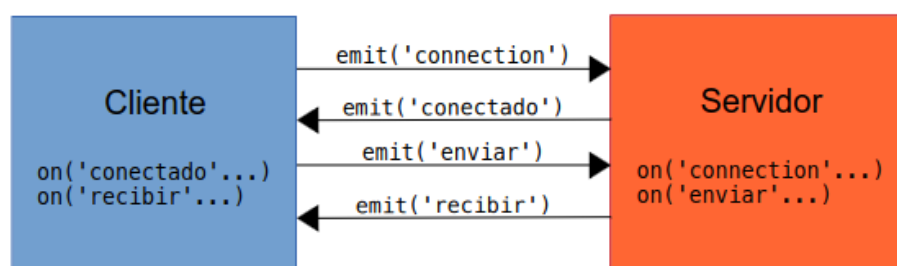 Cliente
on('conectado'...)
on('recibir'...)
emit('connection')
emit('conectado')
emit('enviar')
emit('recibir')
Servidor
on('connection'...)
on('enviar'...)